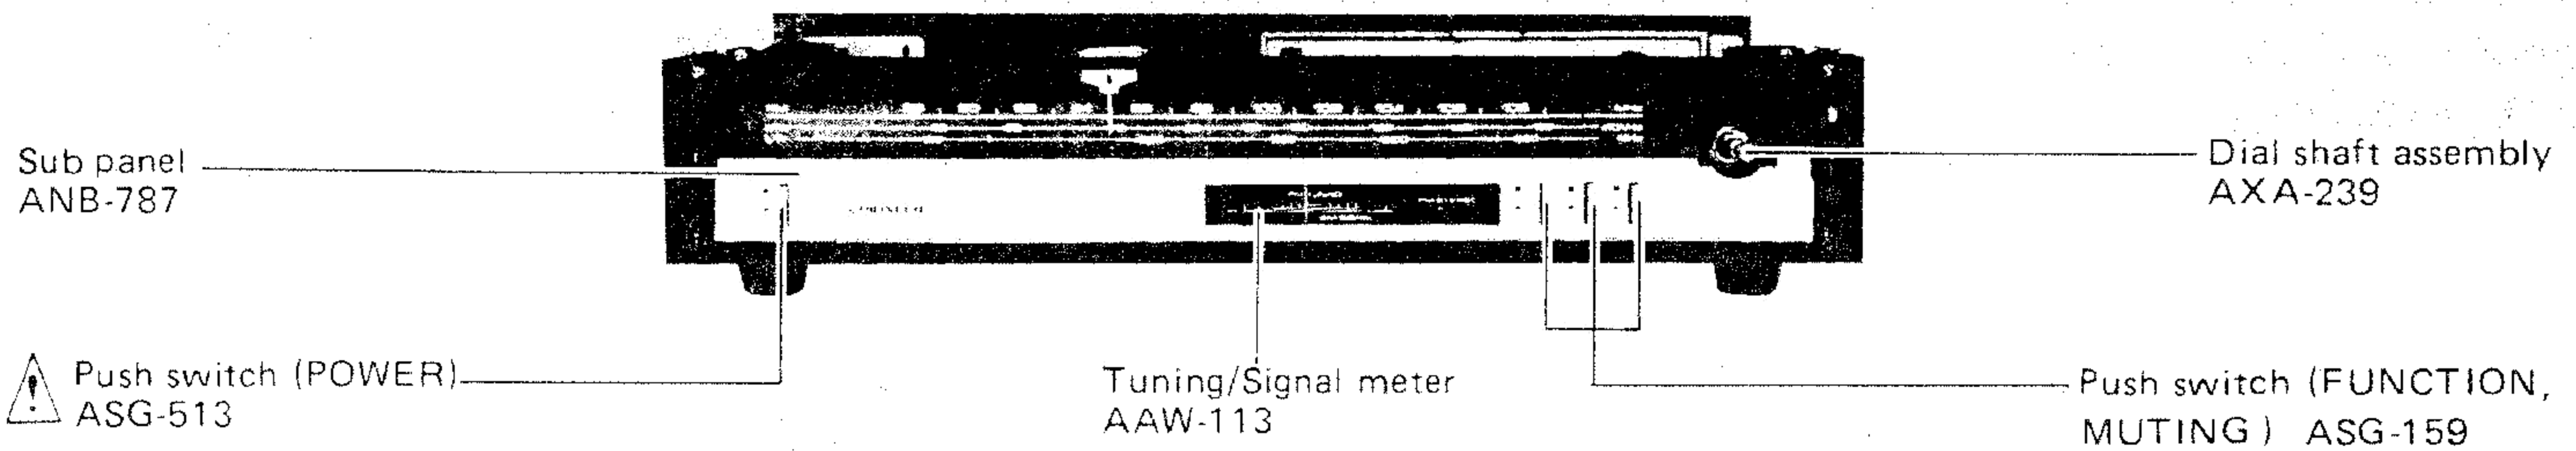 Sub panel
ANB-787
Dial shaft assembly
AXA-239
Push switch (POWER)
ASG-513
Tuning/Signal meter
AAW-113
Push switch (FUNCTION,
MUTING) ASG-159